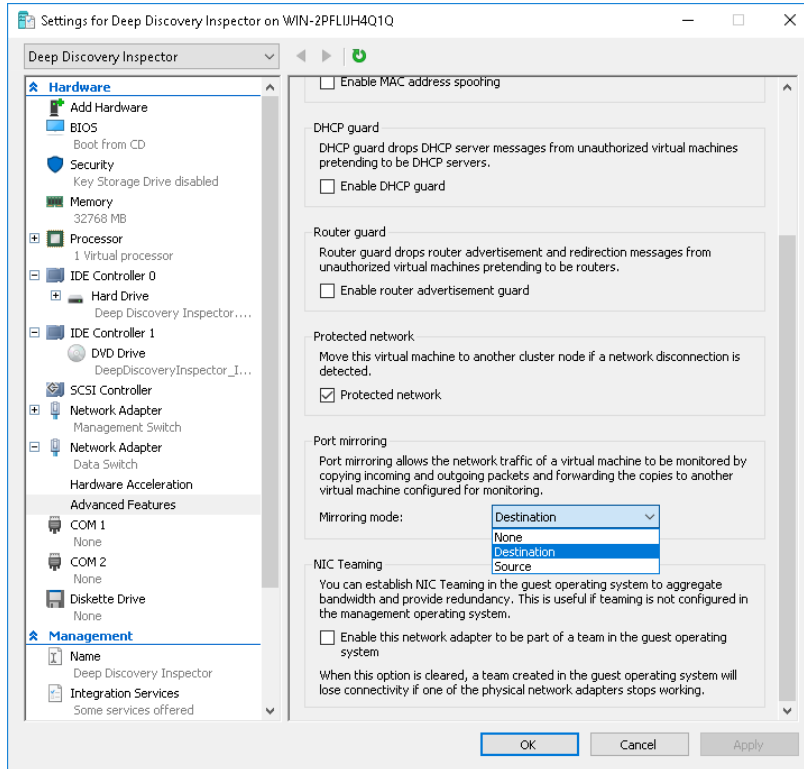 Settings for Deep Discovery Inspector on WIN-2PFLIJH4Q1Q
Deep Discovery Inspector
Hardware
Add Hardware
BIOS
Boot from CD
Security
Key Storage Drive disabled
Memory
32768 MB
Processor
1 Virtual processor
IDE Controller 0
Hard Drive
Deep Discovery Inspector....
IDE Controller 1
DVD Drive
DeepDiscoveryInspector_I...
SCSI Controller
Network Adapter
Management Switch
Network Adapter
Data Switch
Hardware Acceleration
Advanced Features
COM 1
None
COM 2
None
Diskette Drive
None
Management
Name
Deep Discovery Inspector
Integration Services
Some services offered
Enable MAC address spoofing
DHCP guard
DHCP guard drops DHCP server messages from unauthorized virtual machines
pretending to be DHCP servers.
Enable DHCP guard
Router guard
Router guard drops router advertisement and redirection messages from
unauthorized virtual machines pretending to be routers.
Enable router advertisement guard
Protected network
Move this virtual machine to another cluster node if a network disconnection is
detected.
Protected network
Port mirroring
Port mirroring allows the network traffic of a virtual machine to be monitored by
copying incoming and outgoing packets and forwarding the copies to another
virtual machine configured for monitoring.
Mirroring mode: Destination
None
Destination
Source
NIC Teaming
You can establish NIC Teaming in the guest operating system to aggregate
bandwidth and provide redundancy. This is useful if teaming is not configured in
the management operating system.
Enable this network adapter to be part of a team in the guest operating
system
When this option is cleared, a team created in the guest operating system will
lose connectivity if one of the physical network adapters stops working.
OK Cancel Apply